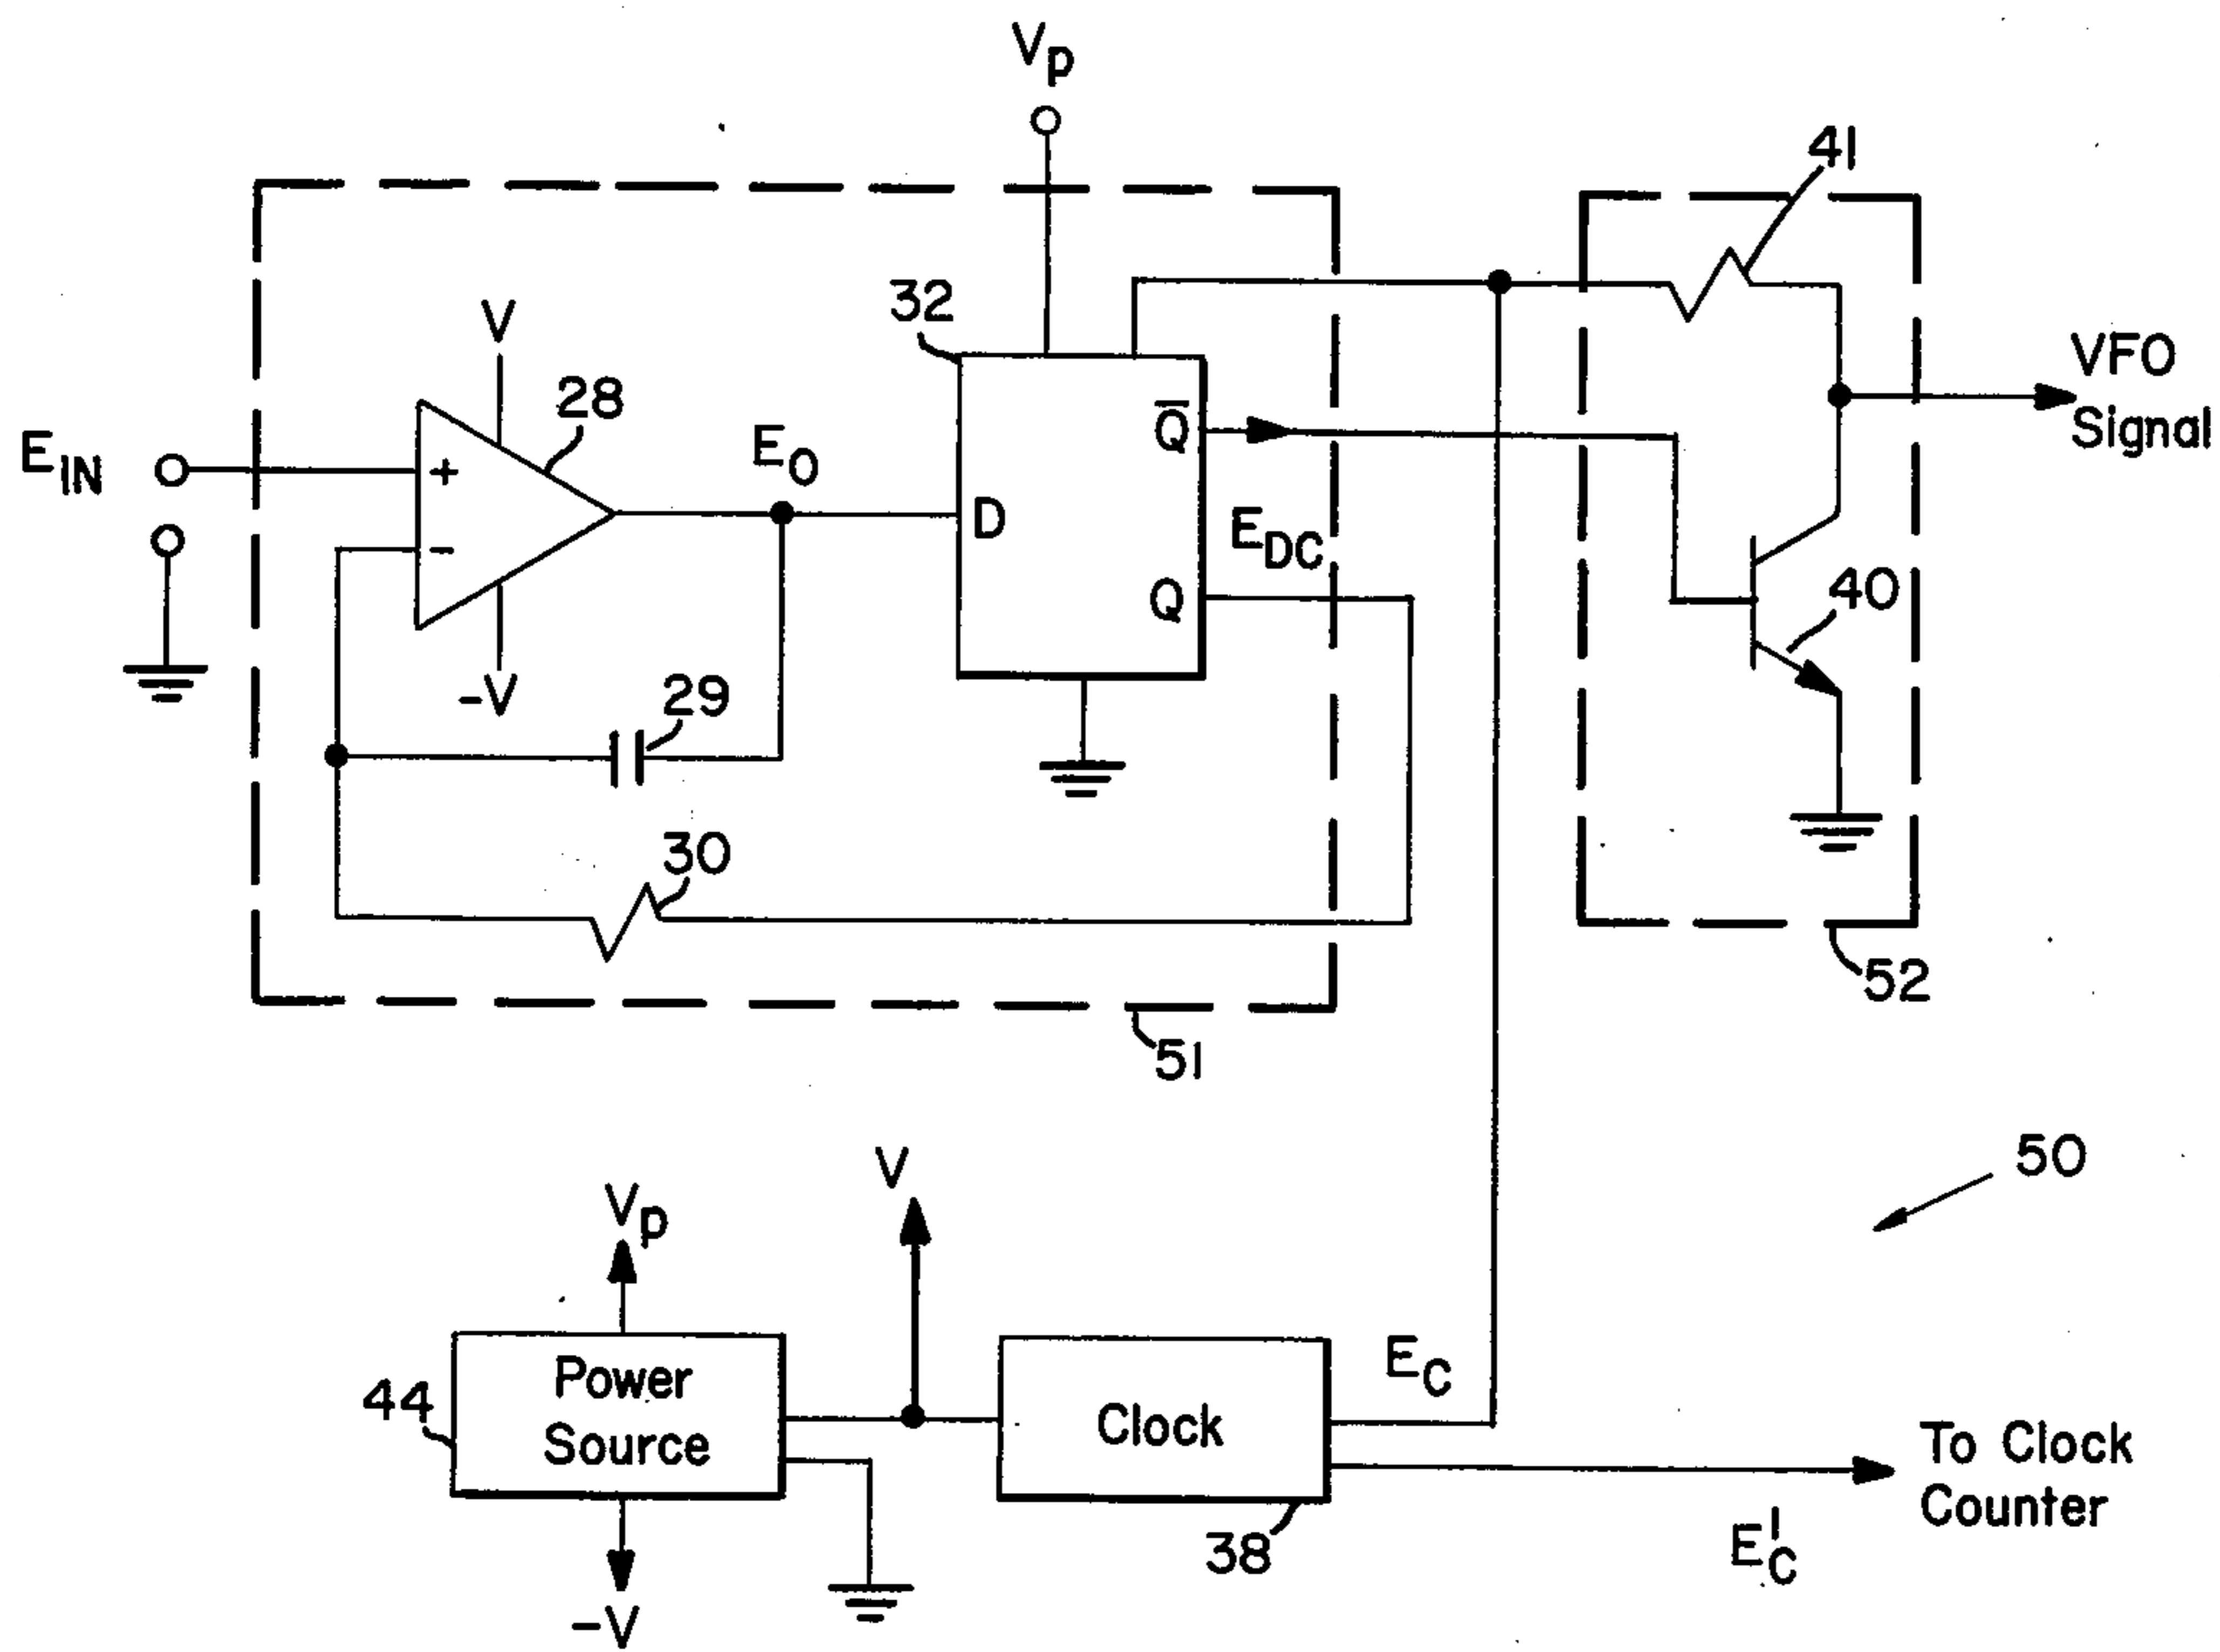 Vp
41
32
V
28
VFO
Signal
EIN
+
EO
Q̅
D
EDC
-
Q
40
-V
29
30
52
51
50
V
Vp
Power
Source
44
Clock
EC
To Clock
Counter
38
E'C
-V